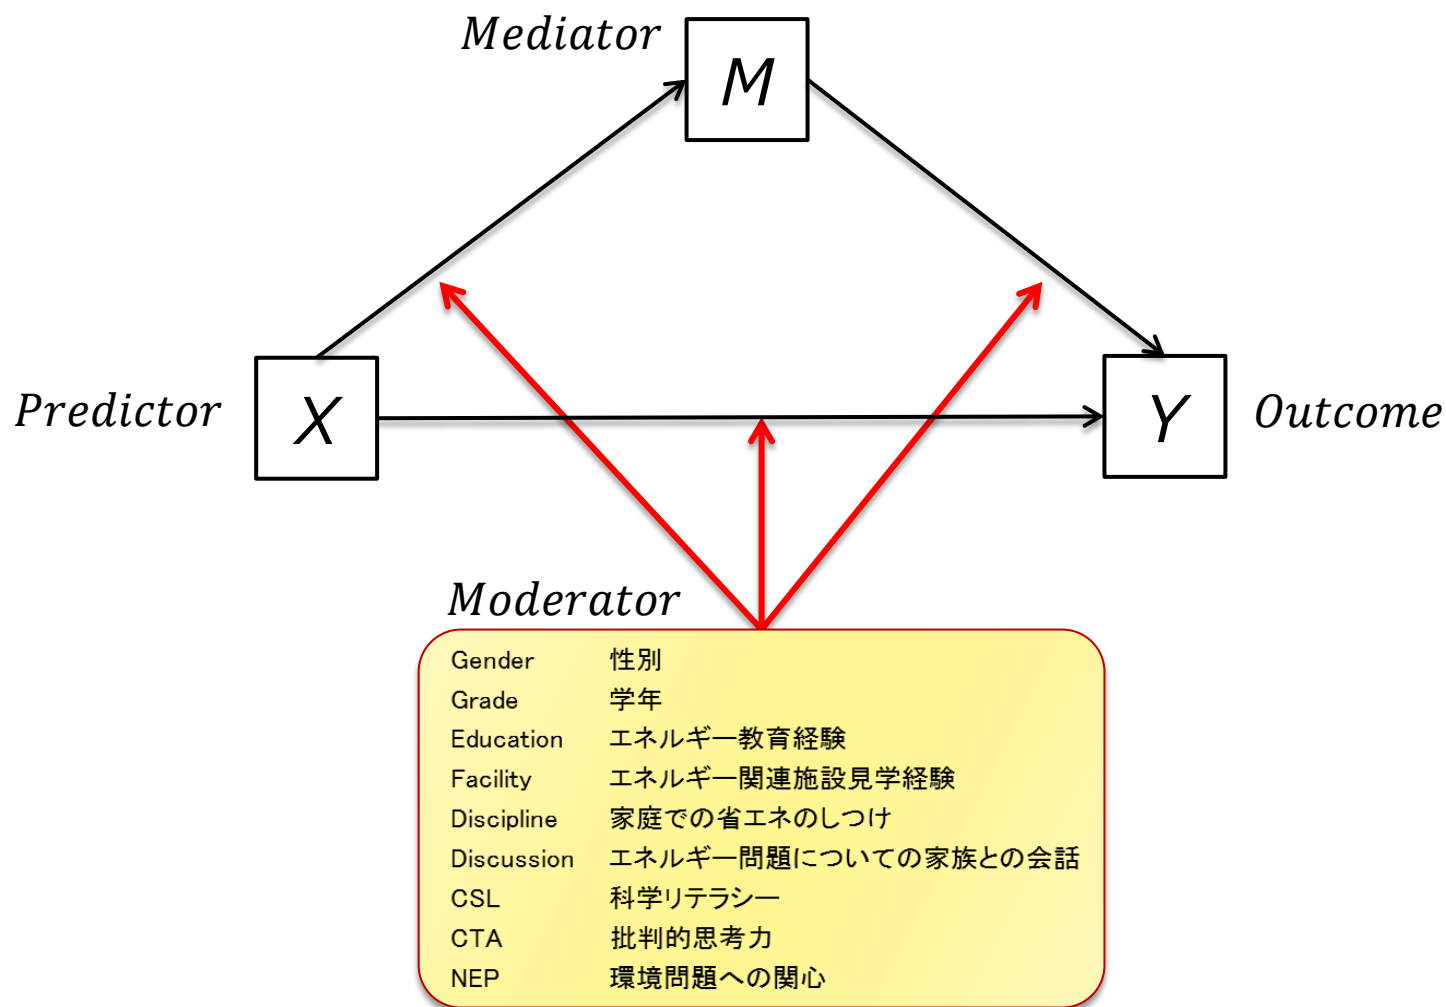 Mediator
M
Predictor
X
Y
Outcome
Moderator
Gender 性別
Grade 学年
Education エネルギー教育経験
Facility エネルギー関連施設見学経験
Discipline 家庭での省エネのしつけ
Discussion エネルギー問題についての家族との会話
CSL 科学リテラシー
CTA 批判的思考力
NEP 環境問題への関心